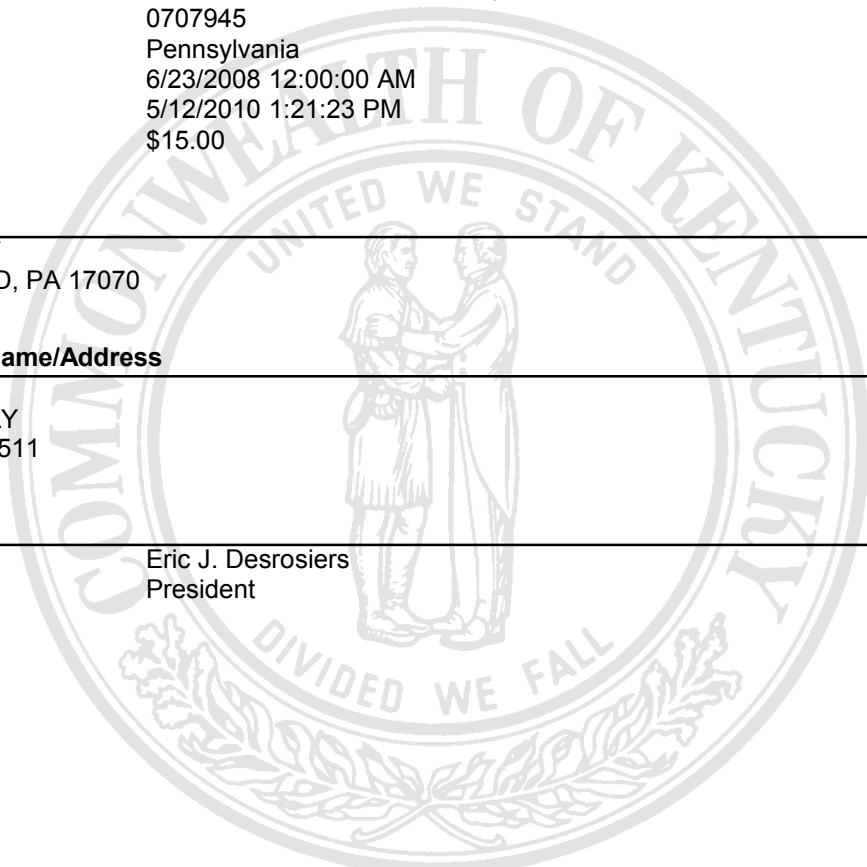 0707945
Pennsylvania
6/23/2008 12:00:00 AM
5/12/2010 1:21:23 PM
$15.00
D, PA 17070
ame/Address
AY
511
Eric J. Desrosiers
President
COMMONWEALTH OF KENTUCKY
UNITED WE STAND
DIVIDED WE FALL